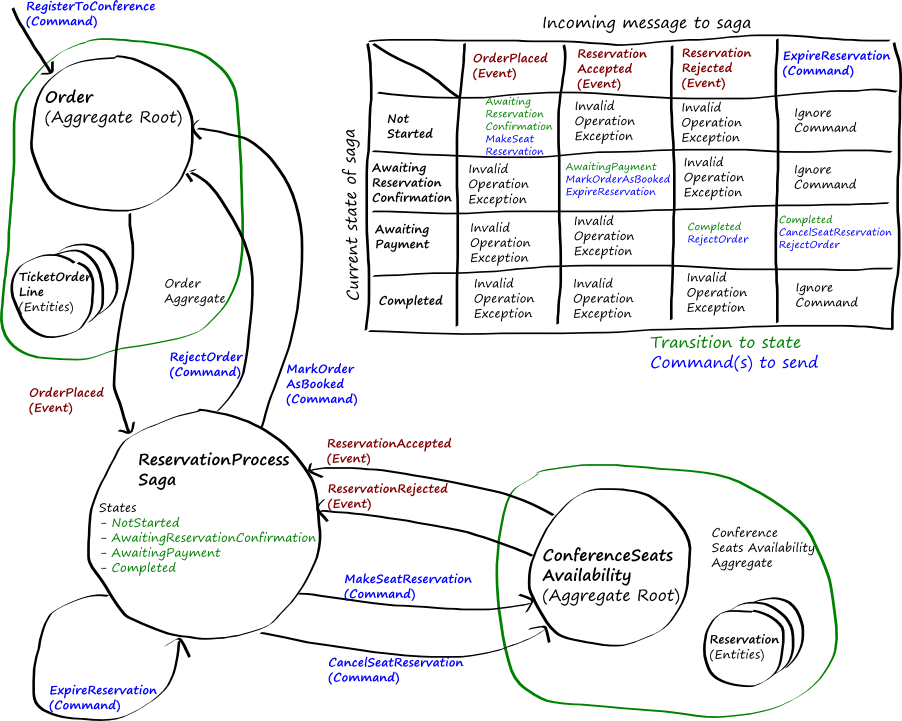 RegisterToConference
(Command)
Order
(Aggregate Root)
TicketOrder
Line
(Entities)
Order
Aggregate
OrderPlaced
(Event)
RejectOrder
(Command)
MarkOrder
AsBooked
(Command)
Incoming message to saga
Current state of saga
OrderPlaced
(Event)
Reservation
Accepted
(Event)
Reservation
Rejected
(Event)
ExpireReservation
(Command)
Not
Started
Awaiting
Reservation
Confirmation
MakeSeat
Reservation
Invalid
Operation
Exception
Invalid
Operation
Exception
Ignore
Command
Awaiting
Reservation
Confirmation
Invalid
Operation
Exception
AwaitingPayment
MarkOrderAsBooked
ExpireReservation
Invalid
Operation
Exception
Ignore
Command
Awaiting
Payment
Invalid
Operation
Exception
Invalid
Operation
Exception
Completed
RejectOrder
Completed
CancelSeatReservation
RejectOrder
Completed
Invalid
Operation
Exception
Invalid
Operation
Exception
Invalid
Operation
Exception
Ignore
Command
Transition to state
Command(s) to send
ReservationProcess
Saga
States
- NotStarted
- AwaitingReservationConfirmation
- AwaitingPayment
- Completed
ReservationAccepted
(Event)
ReservationRejected
(Event)
MakeSeatReservation
(Command)
CancelSeatReservation
(Command)
ExpireReservation
(Command)
ConferenceSeats
Availability
(Aggregate Root)
Conference
Seats Availability
Aggregate
Reservation
(Entities)